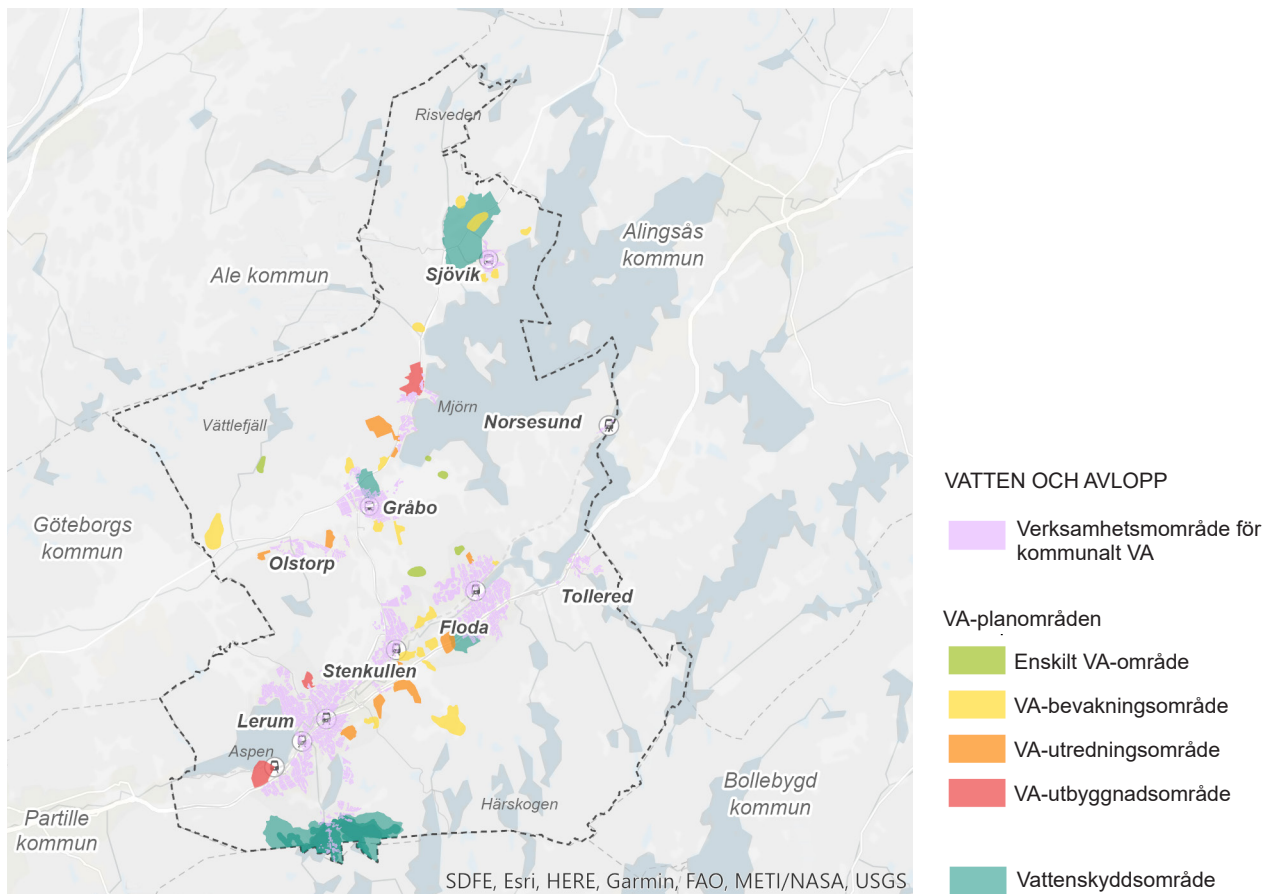 Risveden
Alingsås
kommun
Ale kommun
Sjövik
Mjörn
Norsesund
Vättlefjäll
Gråbo
Göteborgs
kommun
Olstorp
Tollered
Floda
Stenkullen
Lerum
Aspen
Härskogen
Bollebygd
kommun
Partille
kommun
SDFE, Esri, HERE, Garmin, FAO, METI/NASA, USGS
VATTEN OCH AVLOPP
Verksamhetsmområde för
kommunalt VA
VA-planområden
Enskilt VA-område
VA-bevakningsområde
VA-utredningsområde
VA-utbyggnadsområde
Vattenskyddsområde